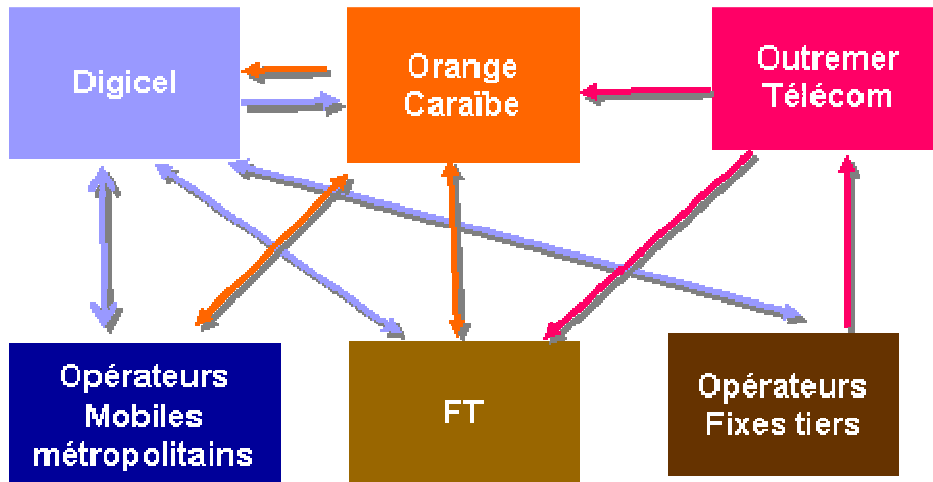 Digicel
Orange
Caraïbe
Outremer
Télécom
Opérateurs
Mobiles
métropolitains
FT
Opérateurs
Fixes tiers